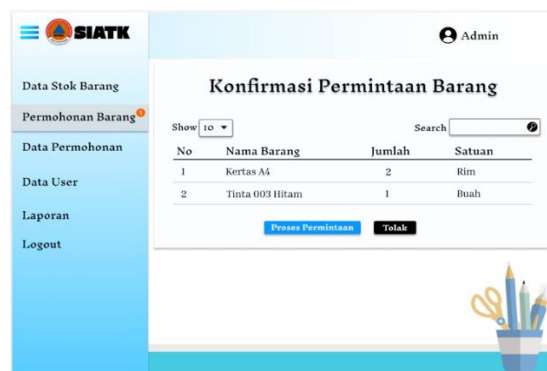 SIATK
Admin
Data Stok Barang
Permohonan Barang
Data Permohonan
Data User
Laporan
Logout
Konfirmasi Permintaan Barang
Show 10
Search
No Nama Barang Jumlah Satuan
1 Kertas A4 2 Rim
2 Tinta 003 Hitam 1 Buah
Proses Permintaan Tolak